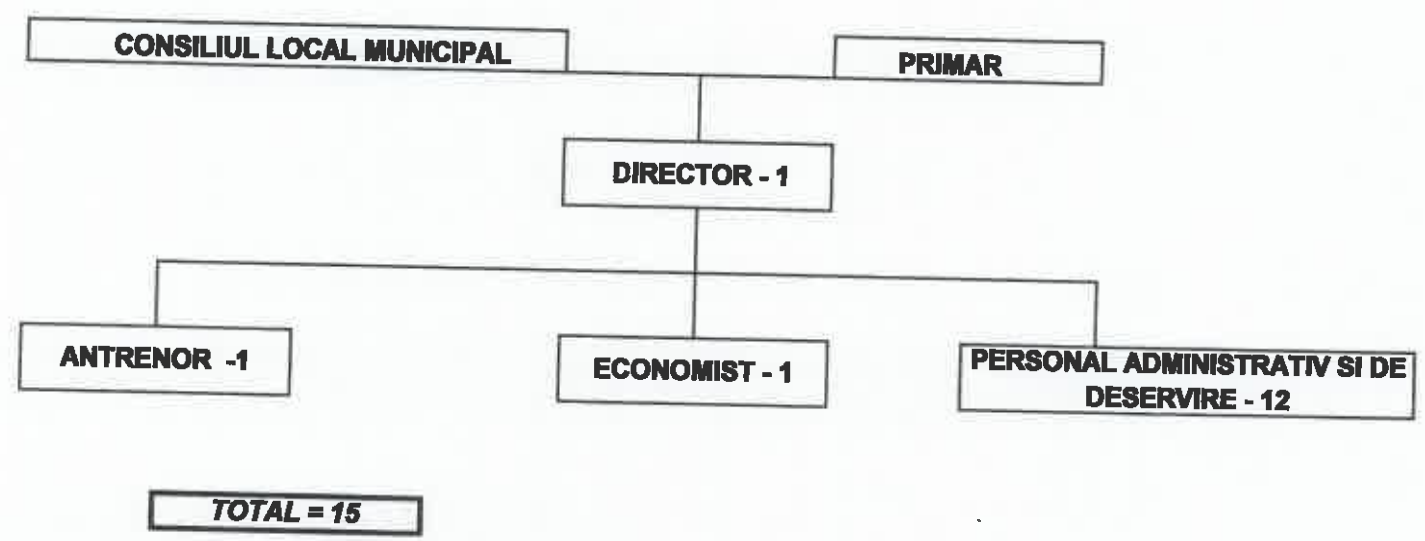 CONSILIUL LOCAL MUNICIPAL
PRIMAR
DIRECTOR - 1
ANTRENOR -1
ECONOMIST - 1
PERSONAL ADMINISTRATIV SI DE
DESERVIRE - 12
TOTAL = 15